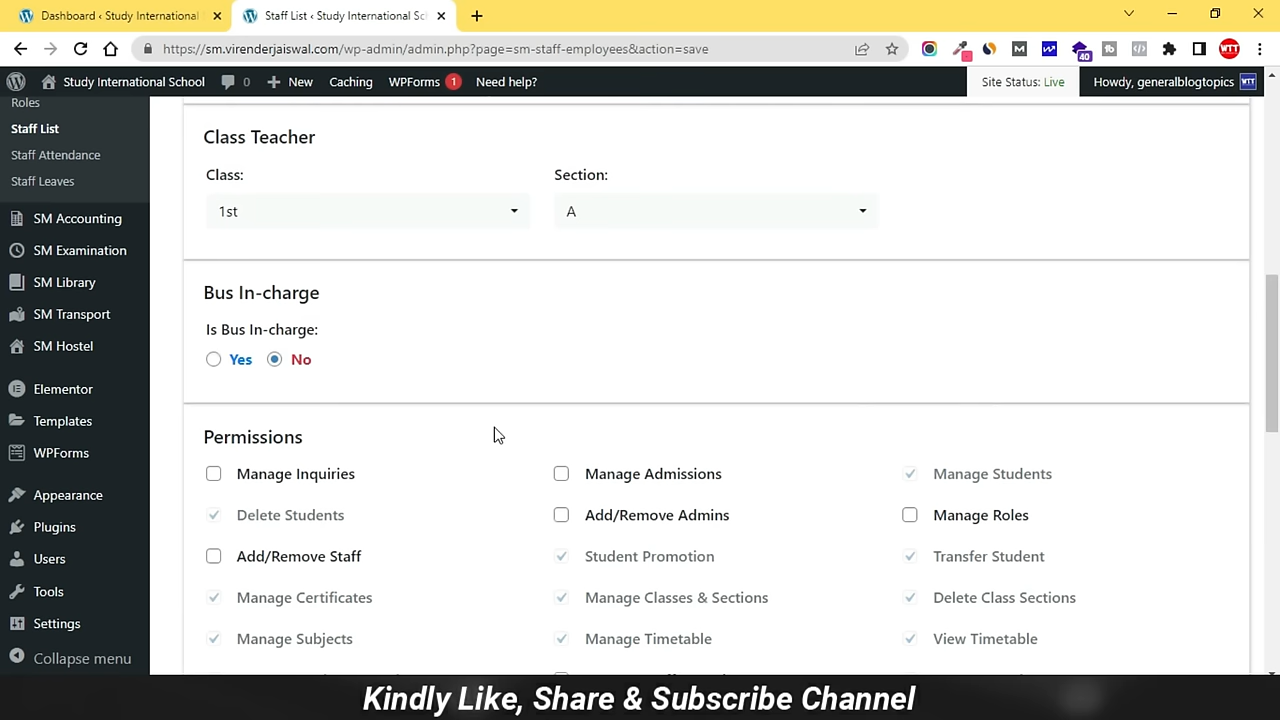 Dashboard ‹ Study International
Staff List ‹ Study International Sc
https://sm.virenderjaiswal.com/wp-admin/admin.php?page=sm-staff-employees&action=save
40
WTT
Study International School
0
New
Caching
WPForms 1
Need help?
Site Status: Live
Howdy, generalblogtopics
WTT
Roles
Staff List
Staff Attendance
Staff Leaves
SM Accounting
SM Examination
SM Library
SM Transport
SM Hostel
Elementor
Templates
WPForms
Appearance
Plugins
Users
Tools
Settings
Collapse menu
Class Teacher
Class:
Section:
1st
A
Bus In-charge
Is Bus In-charge:
Yes
No
Permissions
Manage Inquiries
Manage Admissions
Manage Students
Delete Students
Add/Remove Admins
Manage Roles
Add/Remove Staff
Student Promotion
Transfer Student
Manage Certificates
Manage Classes & Sections
Delete Class Sections
Manage Subjects
Manage Timetable
View Timetable
Kindly Like, Share & Subscribe Channel